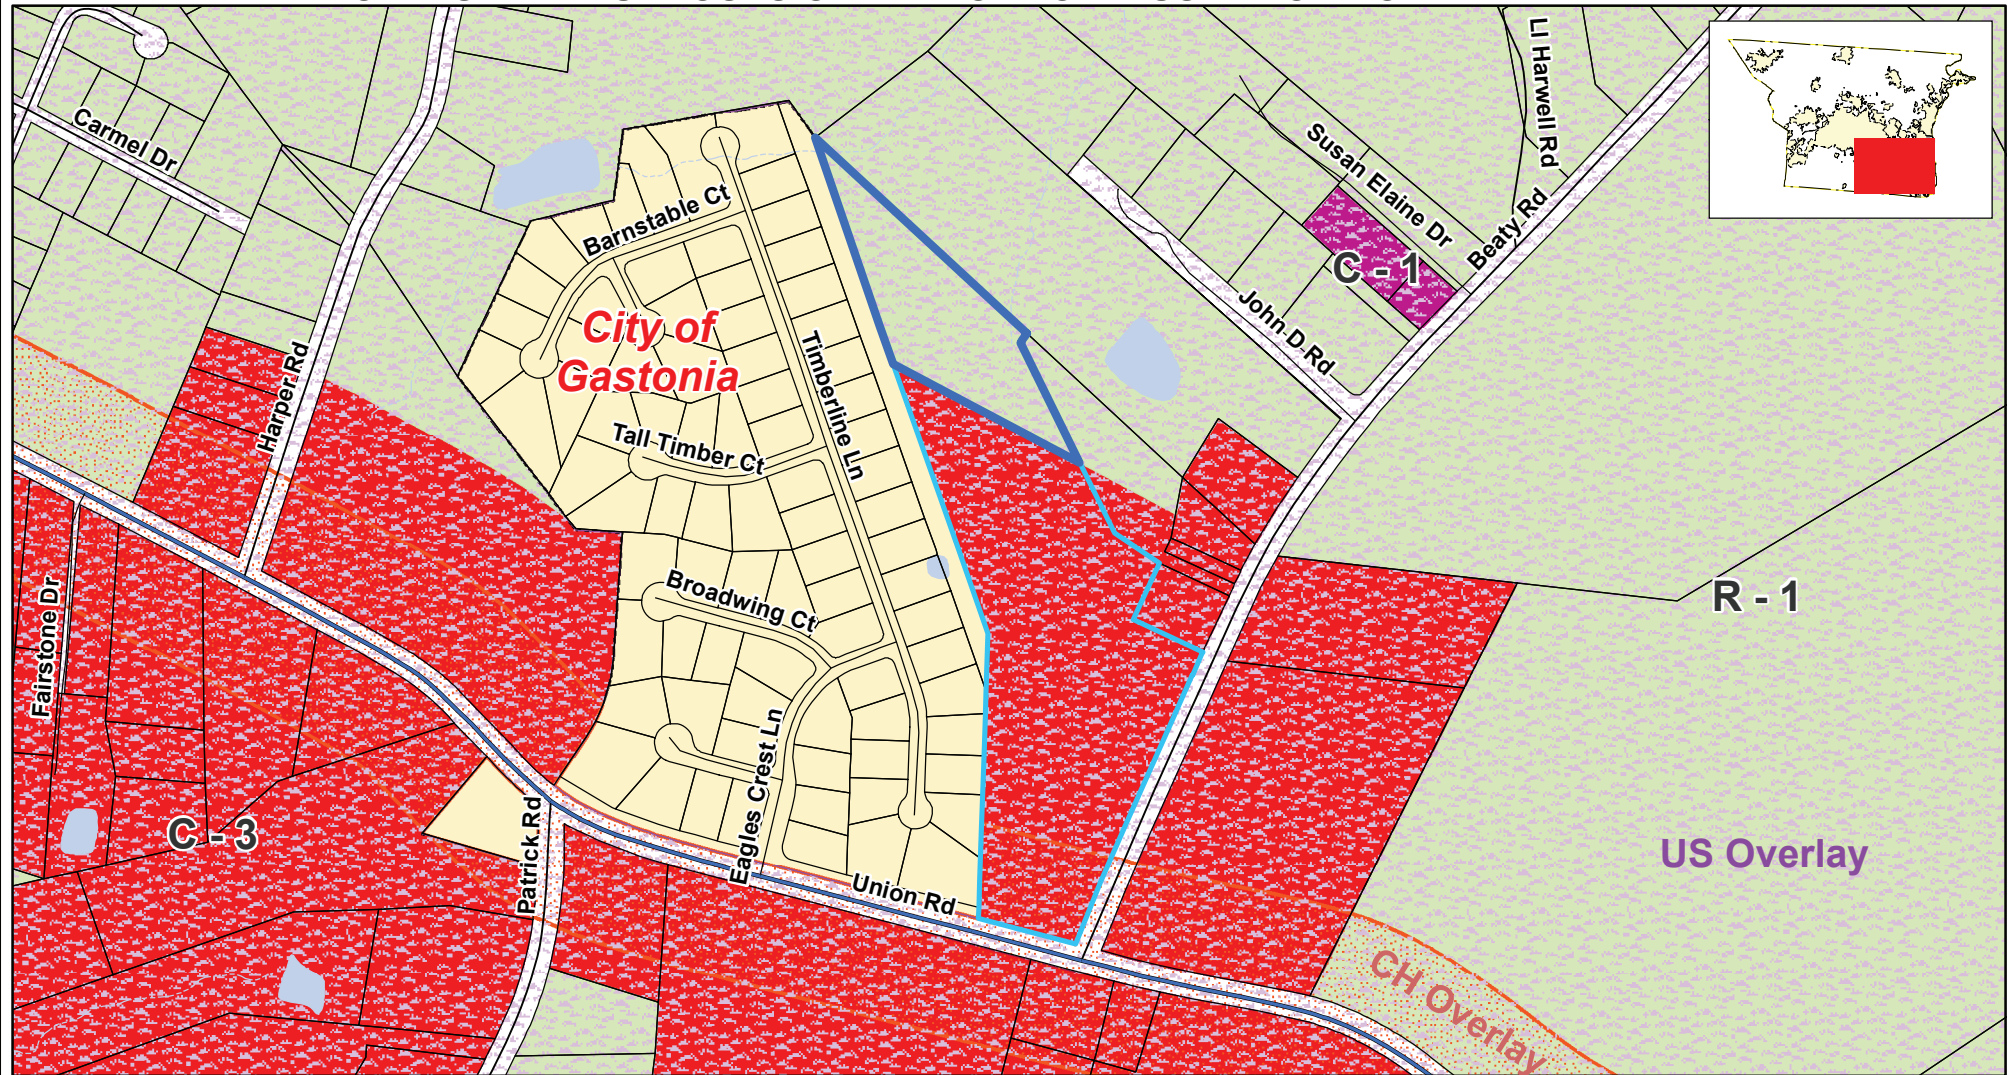 Carmel Dr
Ll Harwell Rd
Susan Elaine Dr
Beaty Rd
Barnstable Ct
C - 1
John D Rd
City of
Gastonia
Timberline Ln
Harper Rd
Tall Timber Ct
Broadwing Ct
R - 1
Fairstone Dr
Eagles Crest Ln
C - 3
Patrick Rd
US Overlay
Union Rd
CH Overlay